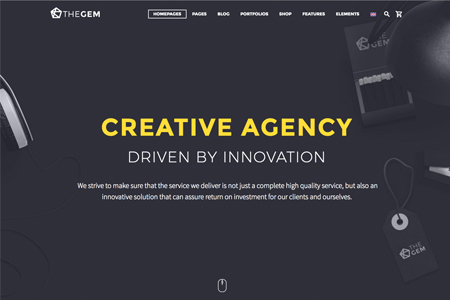 THEGEM
HOMEPAGES PAGES BLOG PORTFOLIOS SHOP FEATURES ELEMENTS
THE
GEM
CREATIVE AGENCY
DRIVEN BY INNOVATION
We strive to make sure that the service we deliver is not just a complete high quality service, but also an
innovative solution that can assure return on investment for our clients and ourselves.
THE
GEM